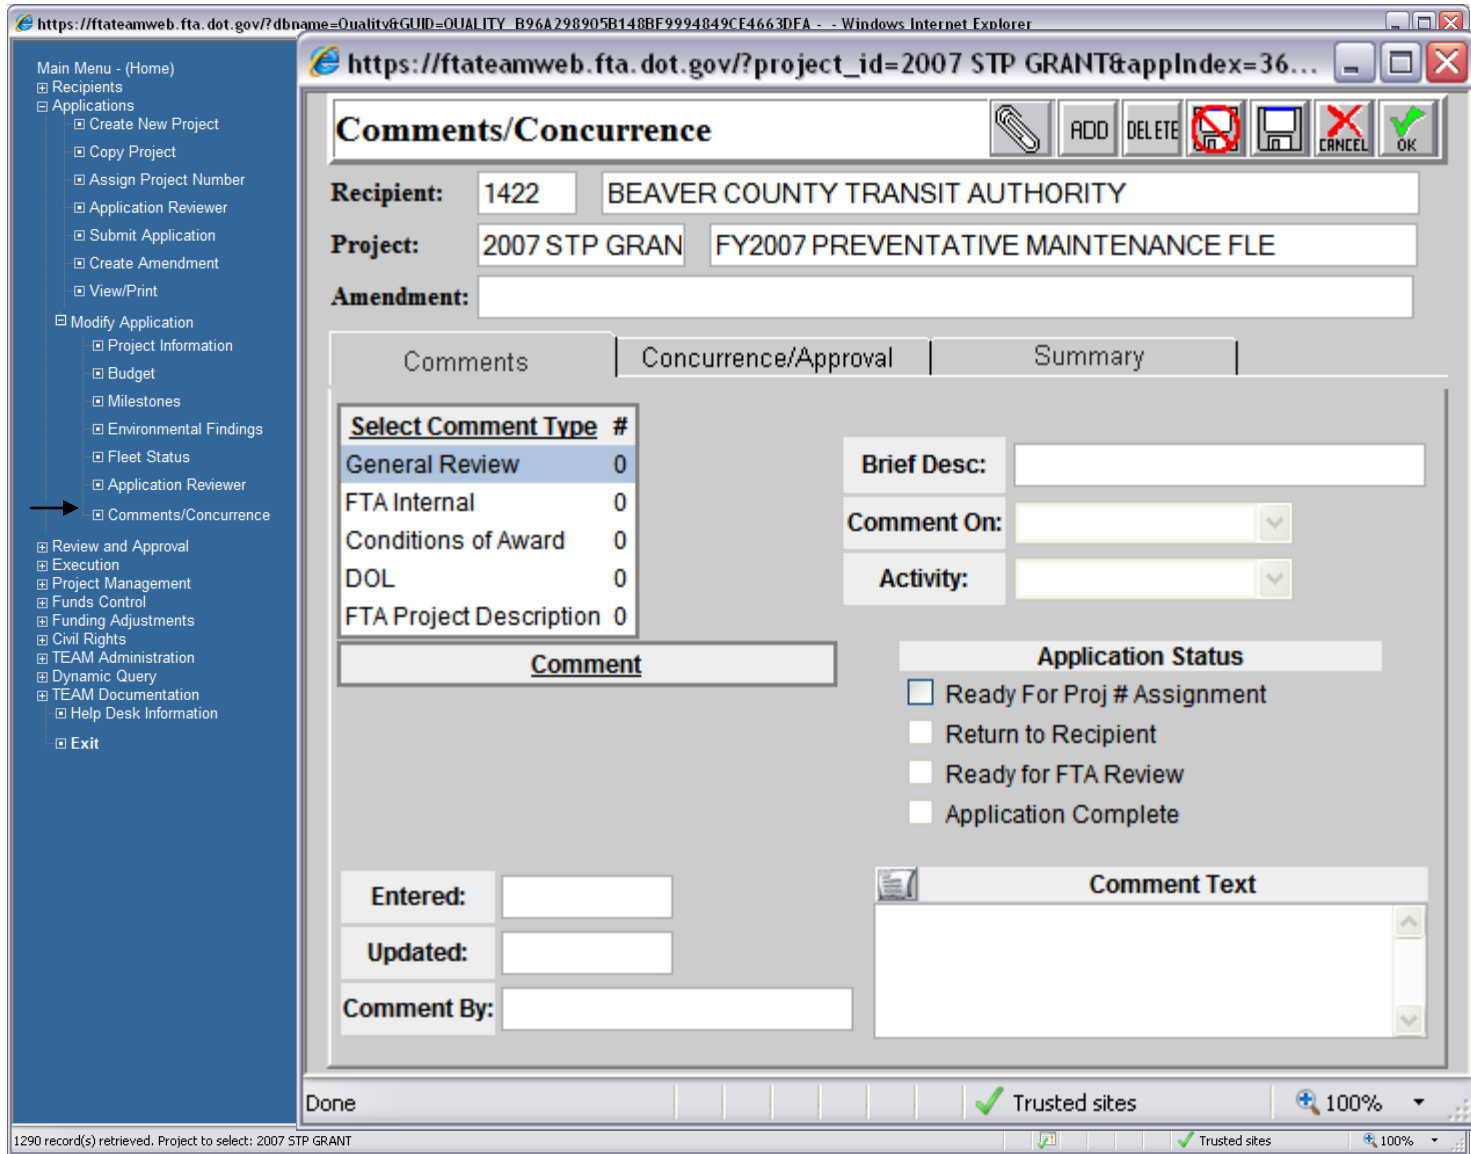 https://ftateamweb.fta.dot.gov/?dbname=Quality&GUID=QUALITY_B96A298905B148BF9994849CE4663DFA - - Windows Internet Explorer
Main Menu - (Home)
Recipients
Applications
Create New Project
Copy Project
Assign Project Number
Application Reviewer
Submit Application
Create Amendment
View/Print
Modify Application
Project Information
Budget
Milestones
Environmental Findings
Fleet Status
Application Reviewer
Comments/Concurrence
Review and Approval
Execution
Project Management
Funds Control
Funding Adjustments
Civil Rights
TEAM Administration
Dynamic Query
TEAM Documentation
Help Desk Information
Exit
https://ftateamweb.fta.dot.gov/?project_id=2007 STP GRANT&appIndex=36...
Comments/Concurrence
ADD DELETE CANCEL OK
Recipient: 1422 BEAVER COUNTY TRANSIT AUTHORITY
Project: 2007 STP GRAN FY2007 PREVENTATIVE MAINTENANCE FLE
Amendment:
Comments Concurrence/Approval Summary
Select Comment Type #
General Review 0
FTA Internal 0
Conditions of Award 0
DOL 0
FTA Project Description 0
Comment
Brief Desc:
Comment On:
Activity:
Application Status
Ready For Proj # Assignment
Return to Recipient
Ready for FTA Review
Application Complete
Entered:
Updated:
Comment By:
Comment Text
Done Trusted sites 100%
1290 record(s) retrieved. Project to select: 2007 STP GRANT Trusted sites 100%